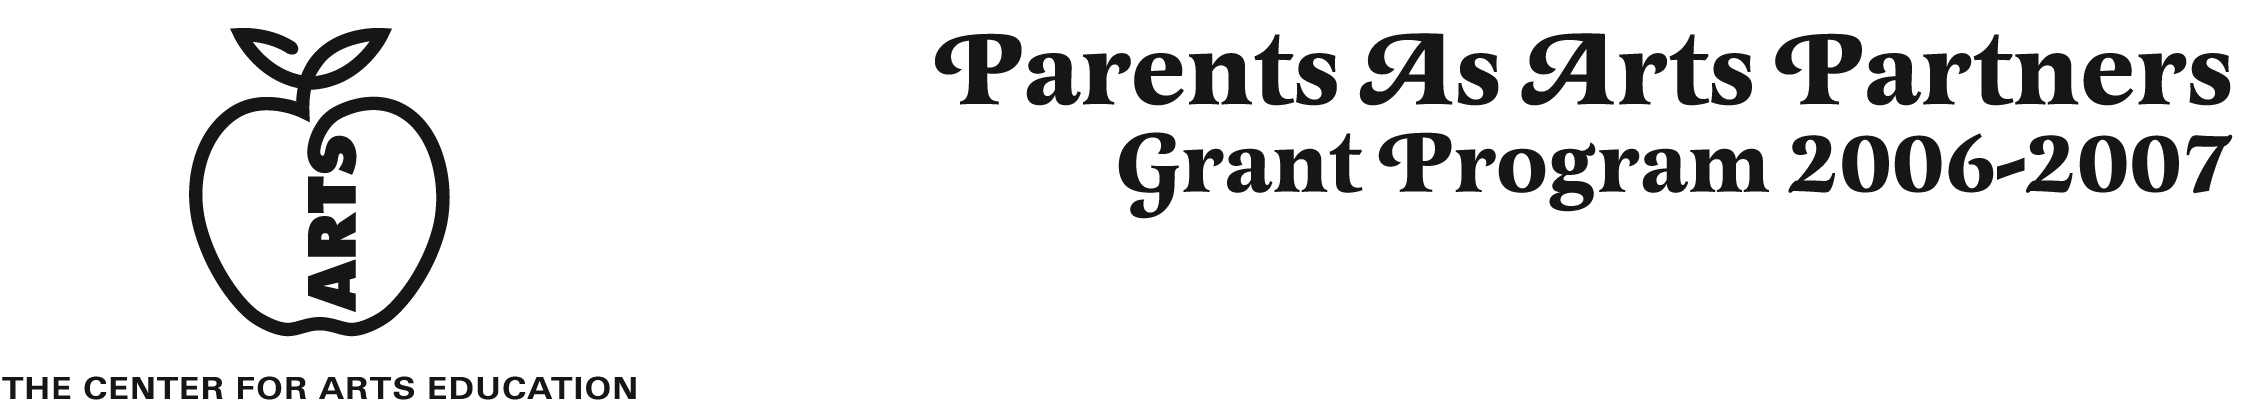 ARTS
THE CENTER FOR ARTS EDUCATION
Parents As Arts Partners
Grant Program 2006-2007